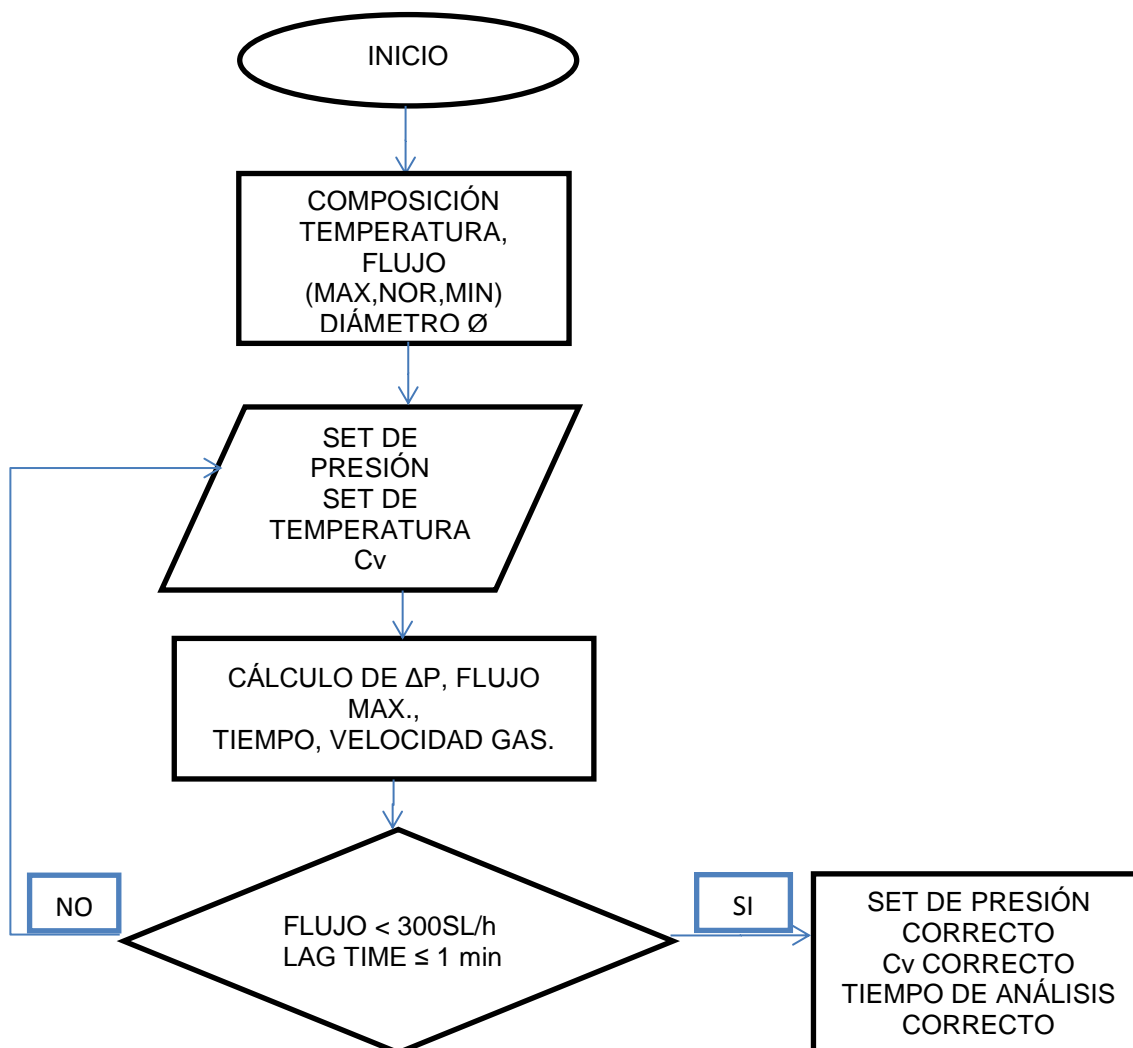 INICIO
COMPOSICIÓN
TEMPERATURA,
FLUJO
(MAX,NOR,MIN)
DIÁMETRO Ø
SET DE
PRESIÓN
SET DE
TEMPERATURA
Cv
CÁLCULO DE ΔP, FLUJO
MAX.,
TIEMPO, VELOCIDAD GAS.
NO
FLUJO < 300SL/h
LAG TIME ≤ 1 min
SI
SET DE PRESIÓN
CORRECTO
Cv CORRECTO
TIEMPO DE ANÁLISIS
CORRECTO